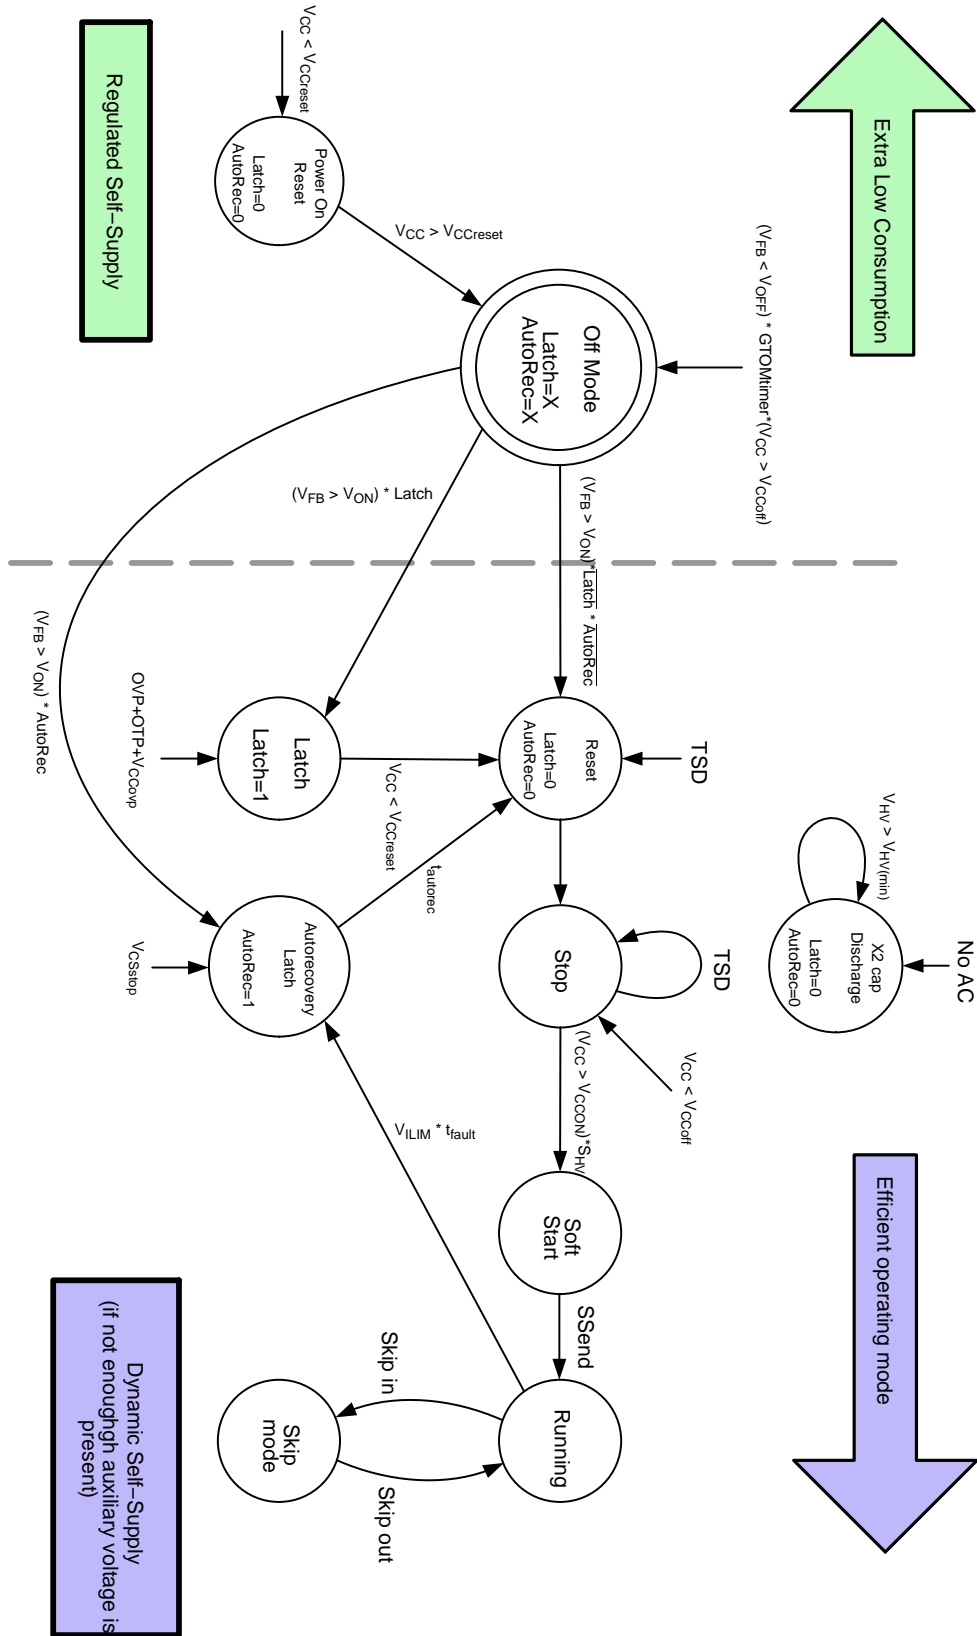 Extra Low Consumption
Efficient operating mode
(VFB < VOFF) * GTOMtimer*(VCC > VCCoff)
No AC
X2 cap
Discharge
Latch=0
AutoRec=0
VHV > VHV(min)
TSD
TSD
VCC < VCCoff
Off Mode
Latch=X
AutoRec=X
(VFB > VON)*Latch * AutoRec
Reset
Latch=0
AutoRec=0
Stop
(VCC > VCCON)*SHV
Soft
Start
SSend
Running
VCC > VCCreset
(VFB > VON) * Latch
VCC < VCCreset
tautorec
VILIM * tfault
Skip in
Skip out
VCC < VCCreset
Power On
Reset
Latch=0
AutoRec=0
Latch
Latch=1
Autorecovery
Latch
AutoRec=1
Skip
mode
OVP+OTP+VCCovp
VCSstop
(VFB > VON) * AutoRec
Regulated Self−Supply
Dynamic Self−Supply
(if not enoughgh auxiliary voltage is
present)